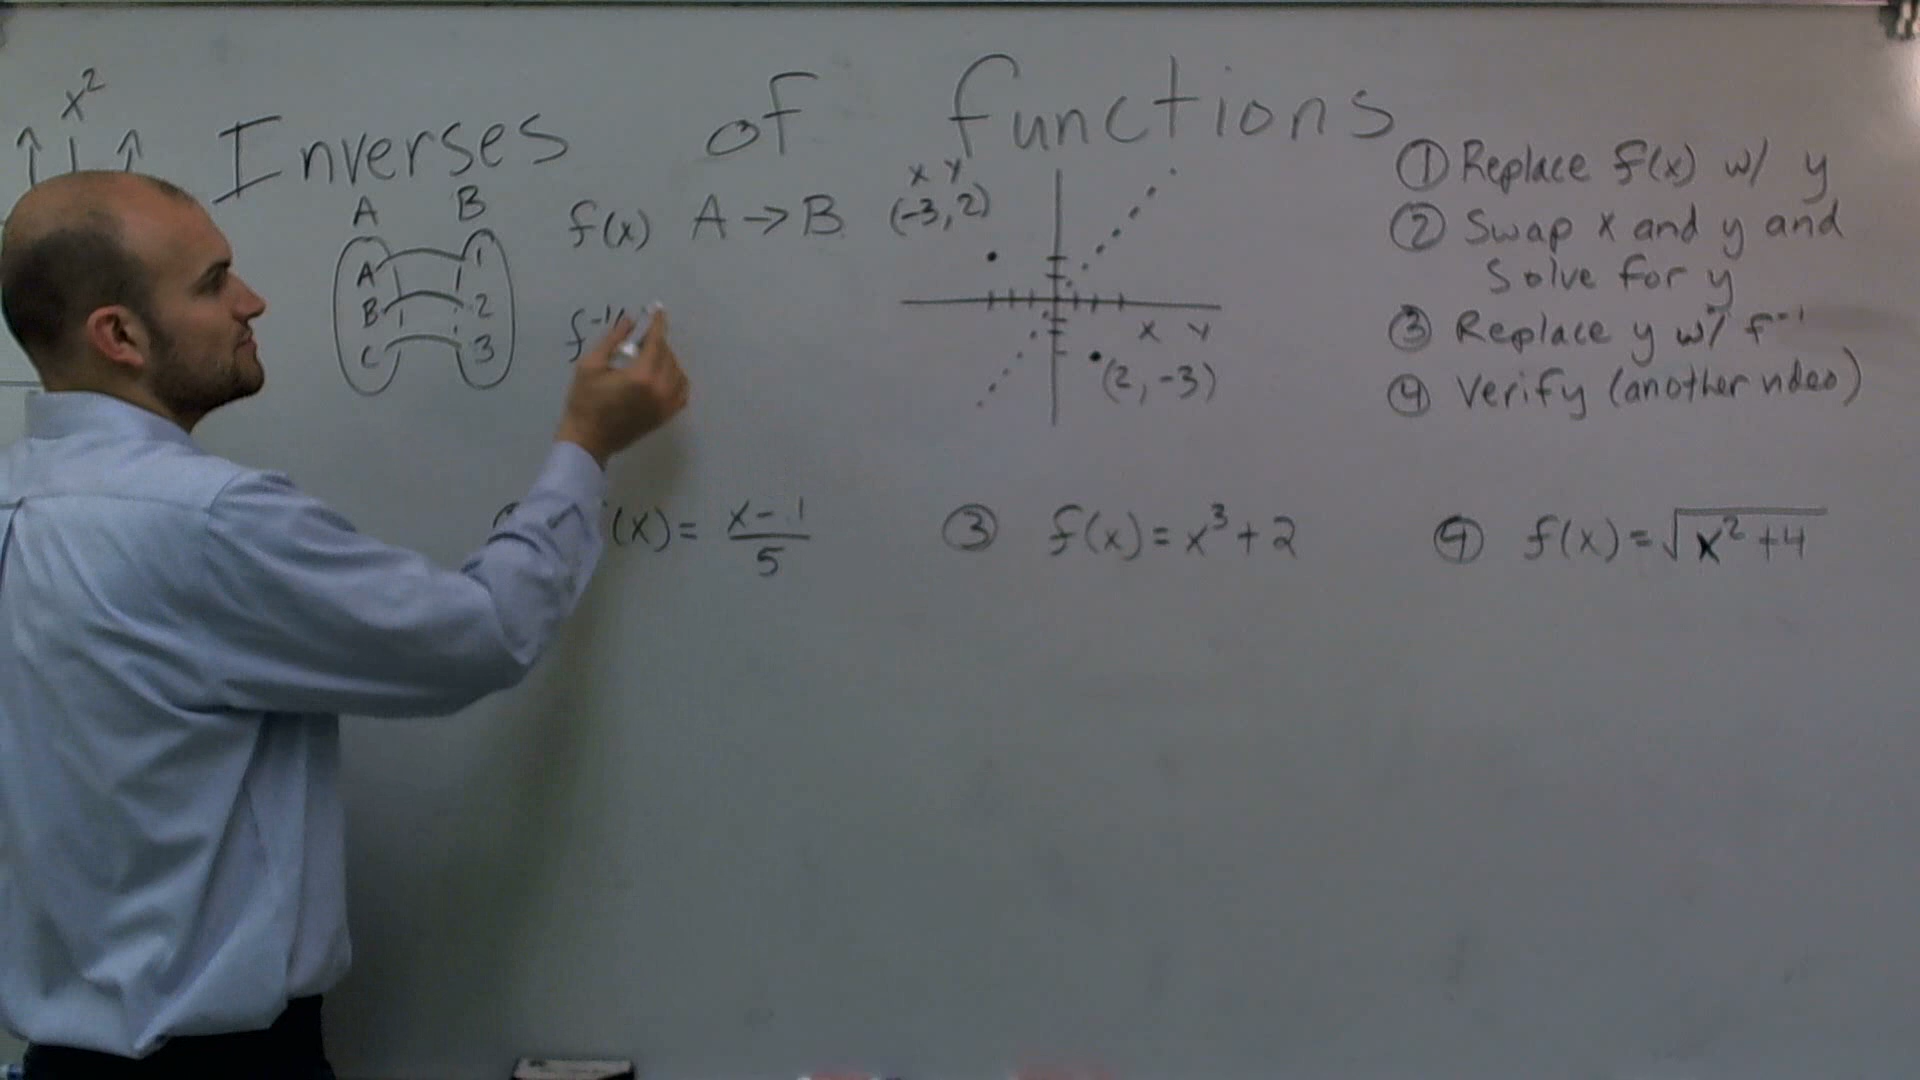 x²
Inverses of functions
A B
A 1
B 2
C 3
f(x) A → B
f⁻¹(
x y
(-3, 2)
x y
(2, -3)
① Replace f(x) w/ y
② Swap x and y and
Solve for y
③ Replace y w/ f⁻¹
④ Verify (another video)
(x) = x-1/5
③ f(x) = x³+2
④ f(x) = √x²+4